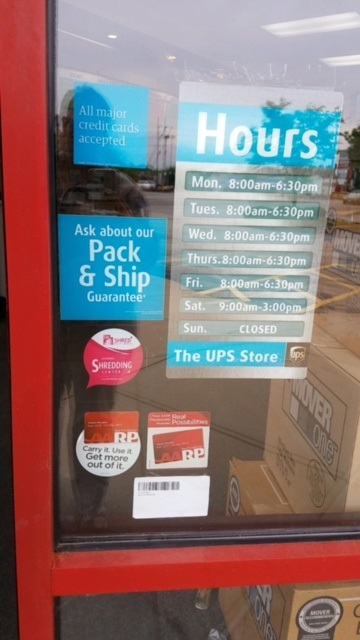 All major
credit cards
accepted
Hours
Mon. 8:00am-6:30pm
Tues. 8:00am-6:30pm
Wed. 8:00am-6:30pm
Thurs. 8:00am-6:30pm
Fri. 8:00am-6:30pm
Sat. 9:00am-3:00pm
Sun. CLOSED
The UPS Store
ups
Ask about our
Pack
& Ship
Guarantee*
SHREDDING
CENTER
AARP
Carry it. Use it.
Get more
out of it.
Real
Possibilities
AARP
MOVER
ONE
MOVER